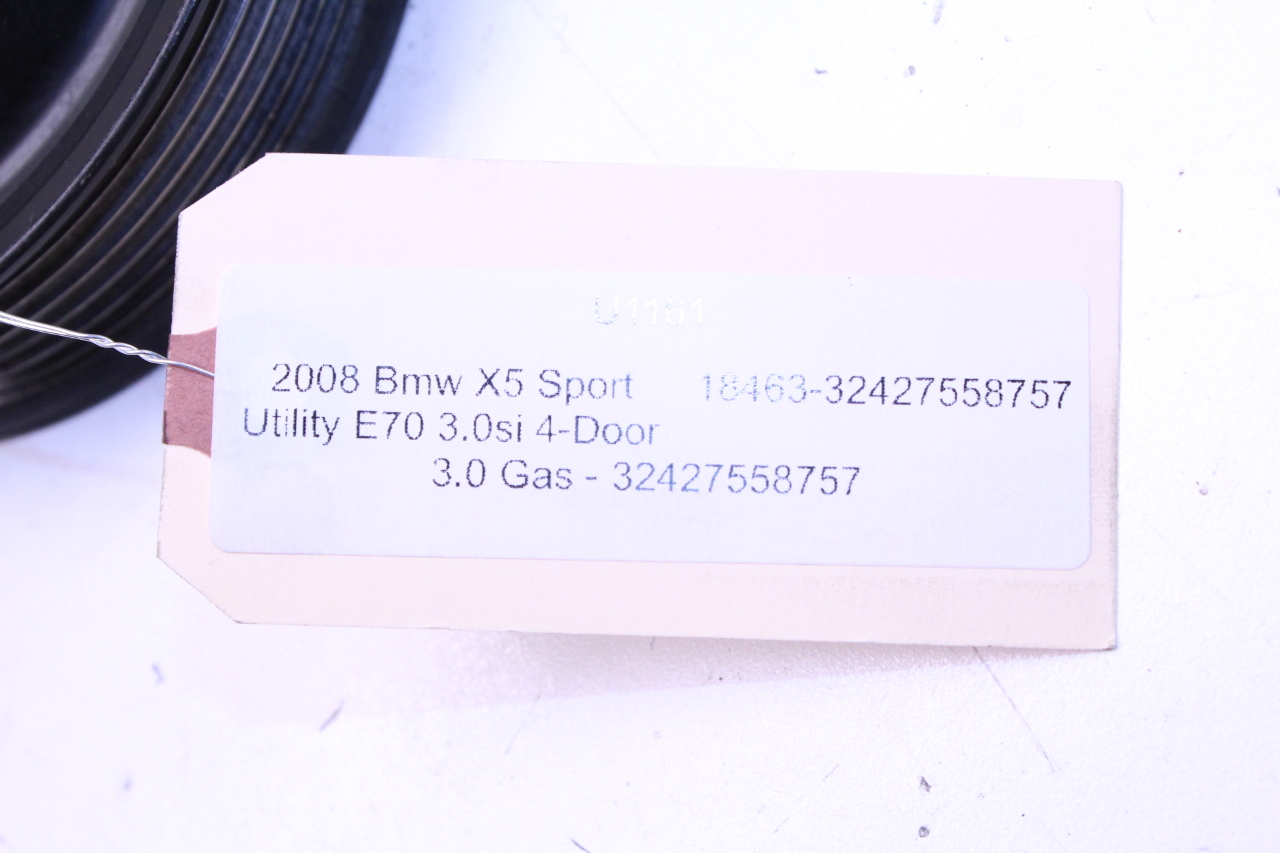 U1161
2008 Bmw X5 Sport 18463-32427558757
Utility E70 3.0si 4-Door
3.0 Gas - 32427558757